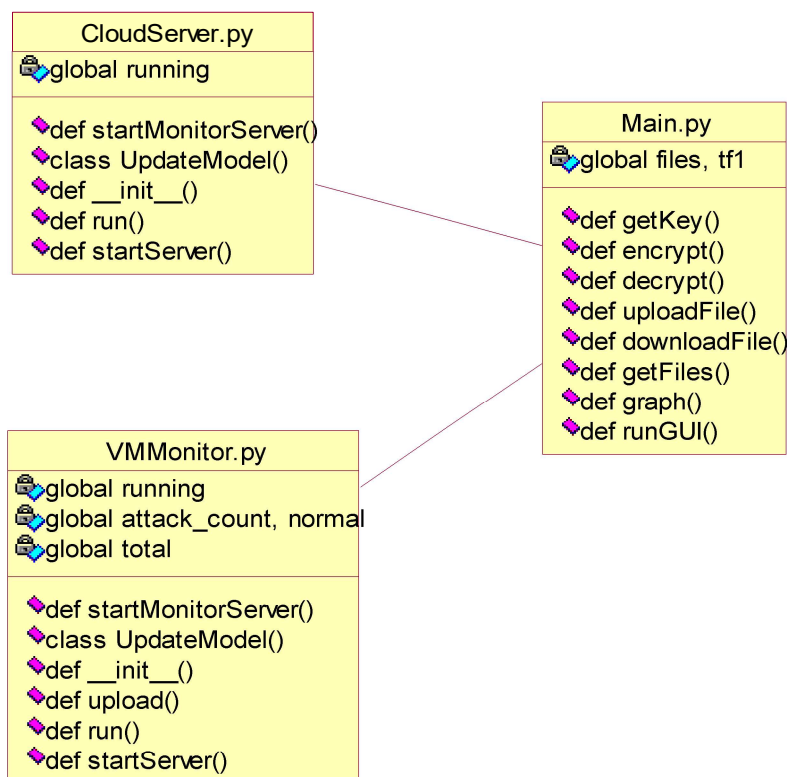 CloudServer.py
global running
def startMonitorServer()
class UpdateModel()
def __init__()
def run()
def startServer()
Main.py
global files, tf1
def getKey()
def encrypt()
def decrypt()
def uploadFile()
def downloadFile()
def getFiles()
def graph()
def runGUI()
VMMonitor.py
global running
global attack_count, normal
global total
def startMonitorServer()
class UpdateModel()
def __init__()
def upload()
def run()
def startServer()